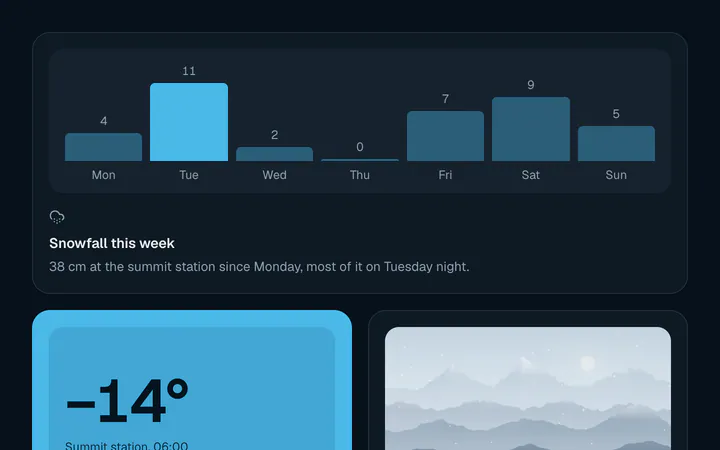 4
11
2
0
7
9
5
Mon
Tue
Wed
Thu
Fri
Sat
Sun
Snowfall this week
38 cm at the summit station since Monday, most of it on Tuesday night.
−14°
Summit station, 06:00